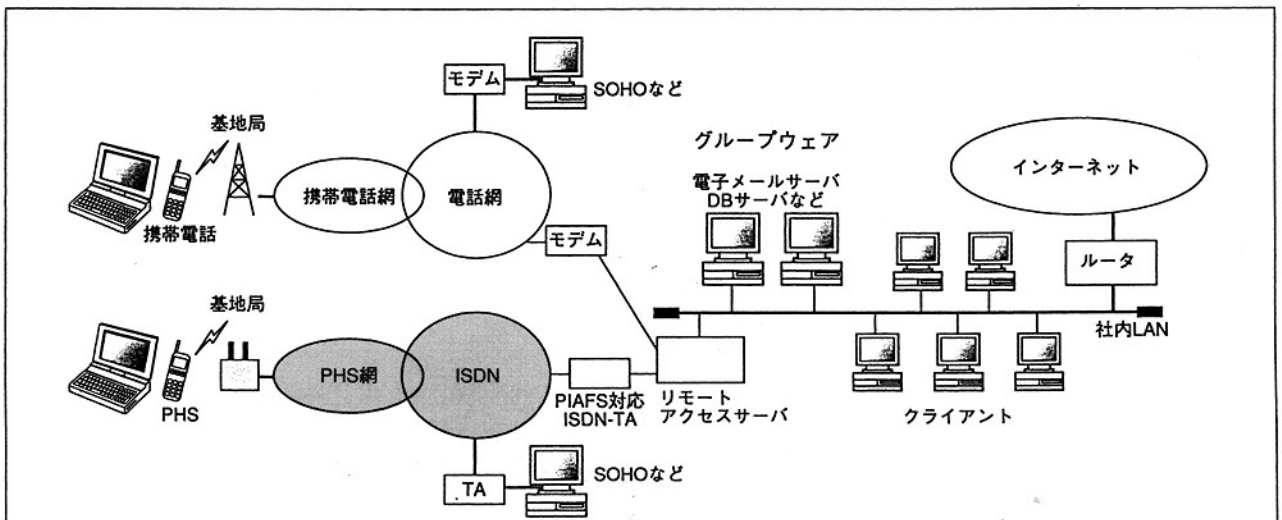 モデム
SOHOなど
基地局
携帯電話
携帯電話網
電話網
モデム
グループウェア
電子メールサーバ
DBサーバなど
インターネット
ルータ
社内LAN
クライアント
基地局
PHS
PHS網
ISDN
PIAFS対応
ISDN-TA
リモート
アクセスサーバ
TA
SOHOなど